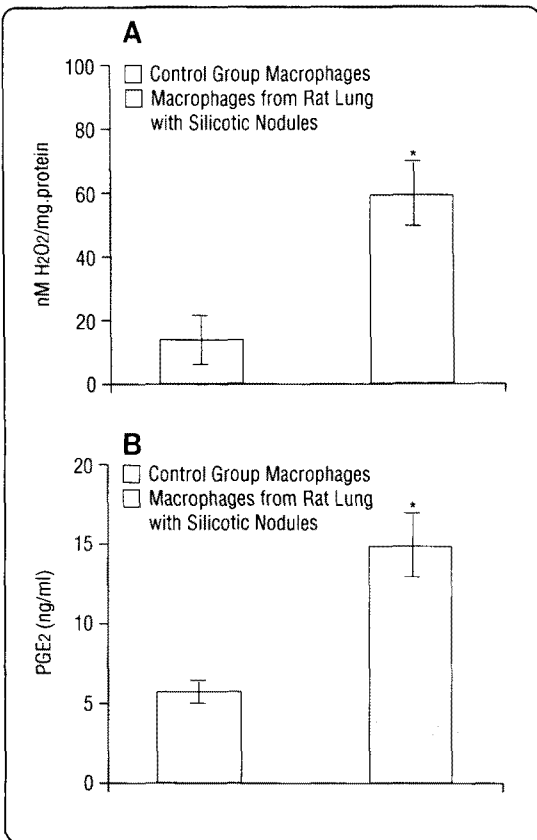 A
100
80
60
40
20
0
nM H2O2/mg.protein
□ Control Group Macrophages
□ Macrophages from Rat Lung
with Silicotic Nodules
*
B
20
15
10
5
0
PGE2 (ng/ml)
□ Control Group Macrophages
□ Macrophages from Rat Lung
with Silicotic Nodules
*